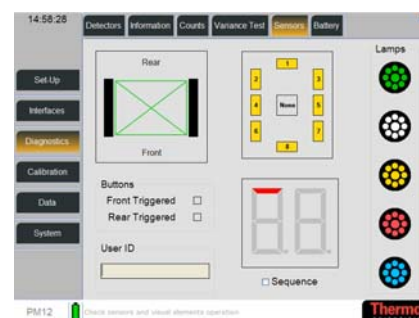 14:58:28
Detectors Information Counts Variance Test Sensors Battery
Lamps
Rear
Front
1
2 3
4 None 5
6 7
8
Set-Up
Interfaces
Diagnostics
Calibration
Data
System
Buttons
Front Triggered
Rear Triggered
User ID
Sequence
PM12
Check sensors and visual elements operation
Thermo